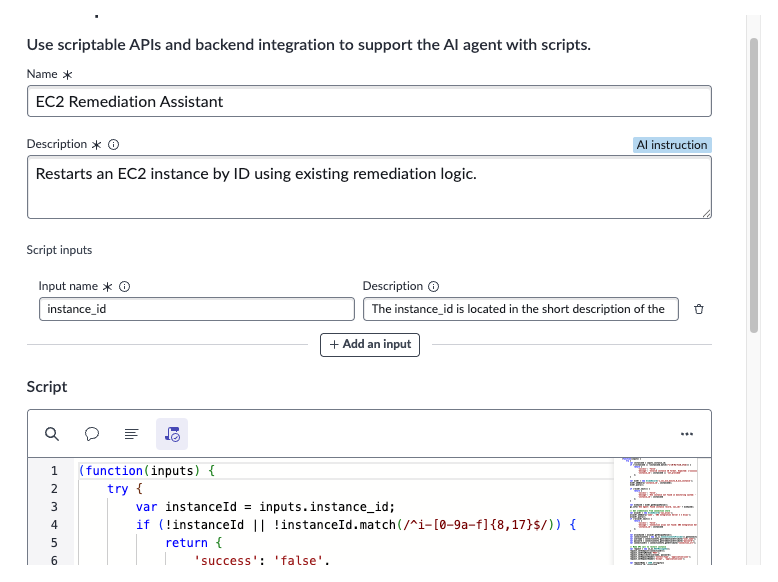 Use scriptable APIs and backend integration to support the AI agent with scripts.
Name *
EC2 Remediation Assistant
Description *
AI instruction
Restarts an EC2 instance by ID using existing remediation logic.
Script inputs
Input name *
Description
instance_id
The instance_id is located in the short description of the
+ Add an input
Script
1 (function(inputs) {
2 try {
3 var instanceId = inputs.instance_id;
4 if (!instanceId || !instanceId.match(/^i-[0-9a-f]{8,17}$/)) {
5 return {
6 'success': 'false',